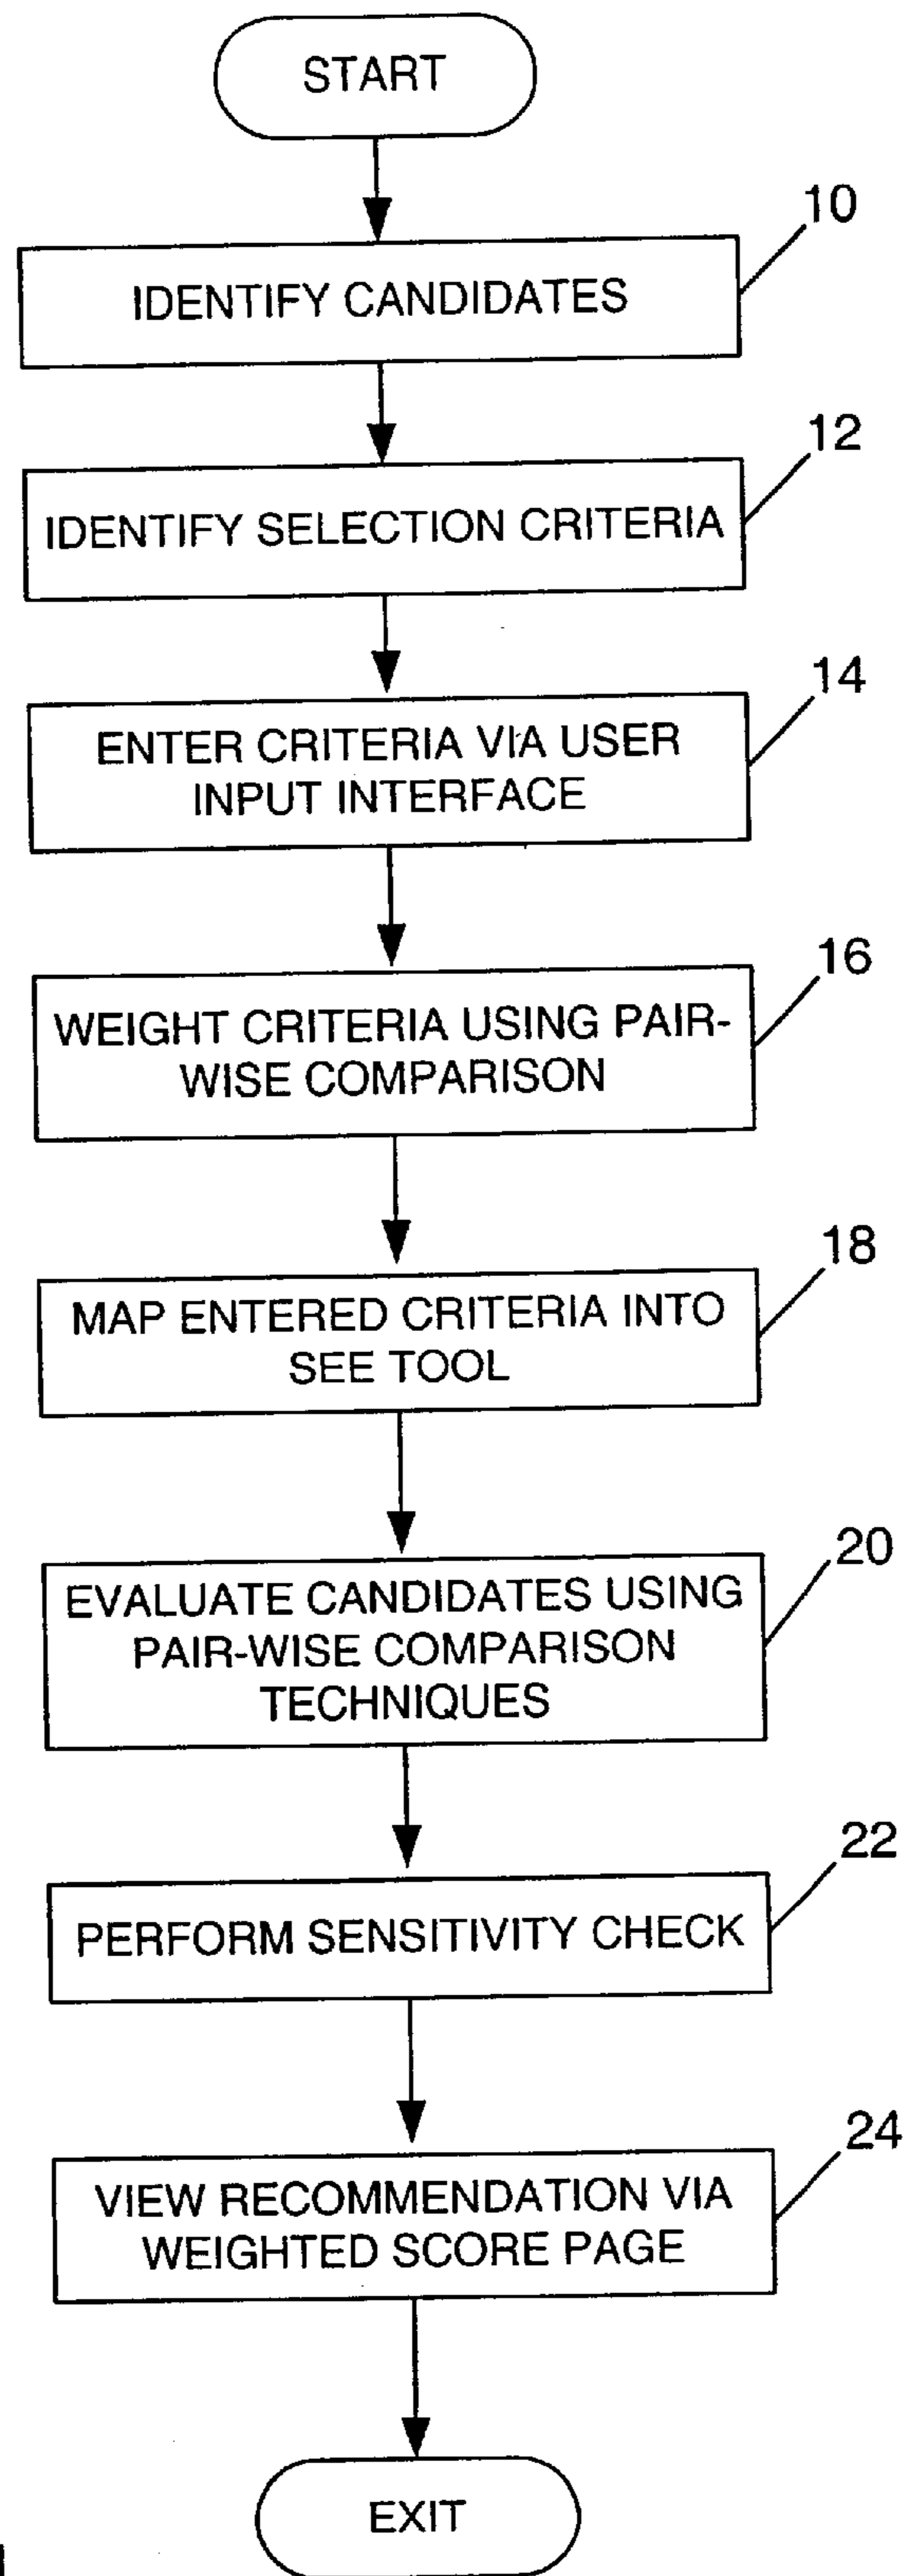 START
10
IDENTIFY CANDIDATES
12
IDENTIFY SELECTION CRITERIA
14
ENTER CRITERIA VIA USER
INPUT INTERFACE
16
WEIGHT CRITERIA USING PAIR-
WISE COMPARISON
18
MAP ENTERED CRITERIA INTO
SEE TOOL
20
EVALUATE CANDIDATES USING
PAIR-WISE COMPARISON
TECHNIQUES
22
PERFORM SENSITIVITY CHECK
24
VIEW RECOMMENDATION VIA
WEIGHTED SCORE PAGE
EXIT